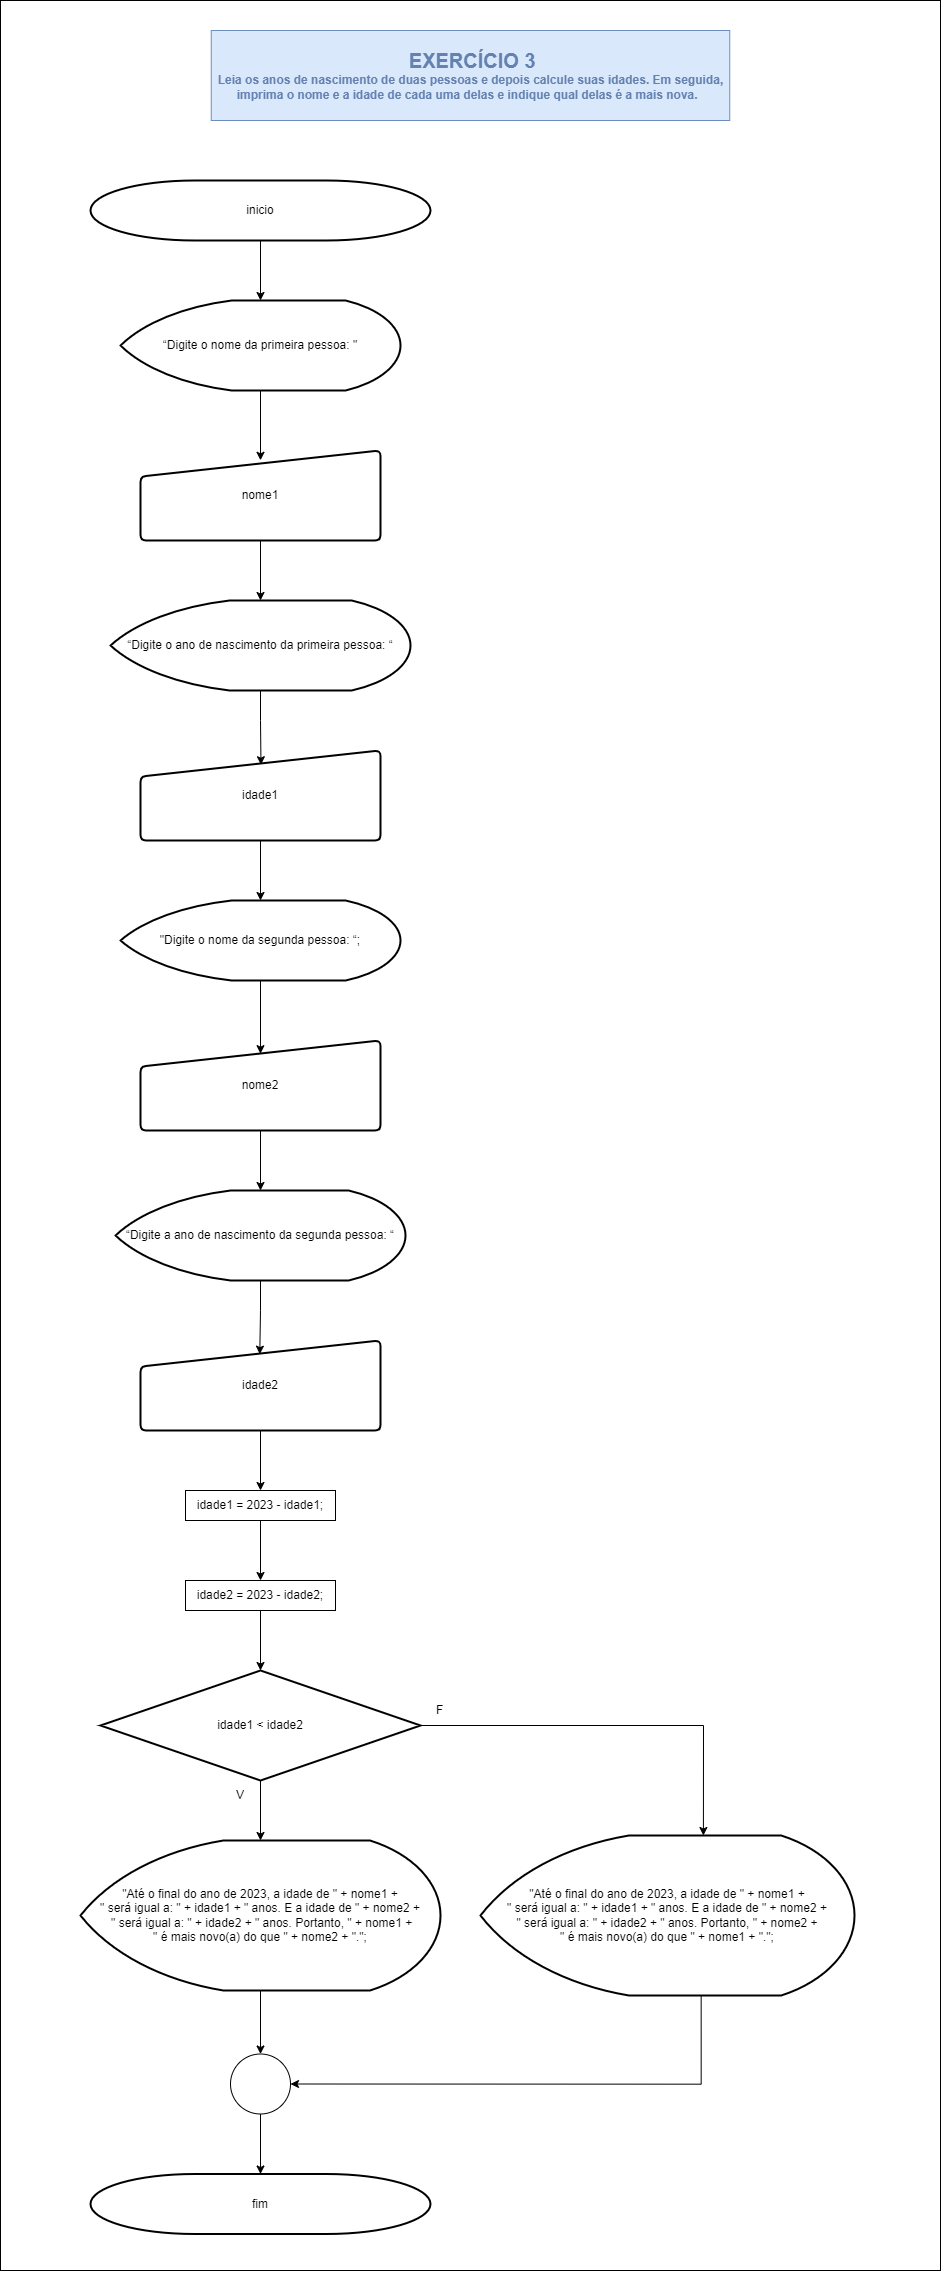 EXERCÍCIO 3
Leia os anos de nascimento de duas pessoas e depois calcule suas idades. Em seguida,
imprima o nome e a idade de cada uma delas e indique qual delas é a mais nova.
inicio
“Digite o nome da primeira pessoa: "
nome1
“Digite o ano de nascimento da primeira pessoa: “
idade1
"Digite o nome da segunda pessoa: “;
nome2
“Digite a ano de nascimento da segunda pessoa: “
idade2
idade1 = 2023 - idade1;
idade2 = 2023 - idade2;
idade1 < idade2
F
V
"Até o final do ano de 2023, a idade de " + nome1 +
" será igual a: " + idade1 + " anos. E a idade de " + nome2 +
" será igual a: " + idade2 + " anos. Portanto, " + nome1 +
" é mais novo(a) do que " + nome2 + ".";
"Até o final do ano de 2023, a idade de " + nome1 +
" será igual a: " + idade1 + " anos. E a idade de " + nome2 +
" será igual a: " + idade2 + " anos. Portanto, " + nome2 +
" é mais novo(a) do que " + nome1 + ".";
fim